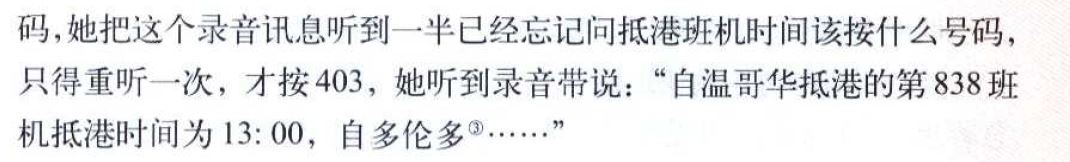 码，她把这个录音讯息听到一半已经忘记问抵港班机时间该按什么号码，
只得重听一次，才按403，她听到录音带说：“自温哥华抵港的第838班
机抵港时间为13: 00，自多伦多③……”